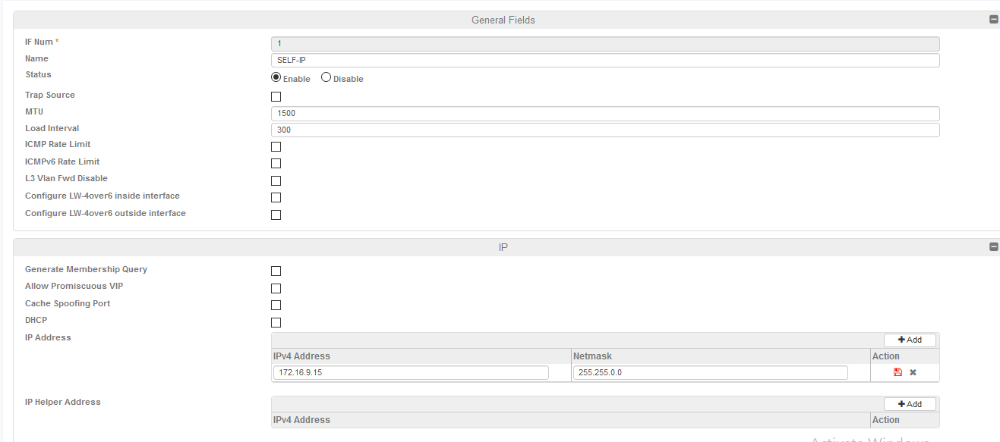 General Fields
IF Num *
1
Name
SELF-IP
Status
Enable Disable
Trap Source
MTU
1500
Load Interval
300
ICMP Rate Limit
ICMPv6 Rate Limit
L3 Vlan Fwd Disable
Configure LW-4over6 inside interface
Configure LW-4over6 outside interface
IP
Generate Membership Query
Allow Promiscuous VIP
Cache Spoofing Port
DHCP
IP Address
+ Add
IPv4 Address Netmask Action
172.16.9.15 255.255.0.0
IP Helper Address
+ Add
IPv4 Address Action
Activate Windows